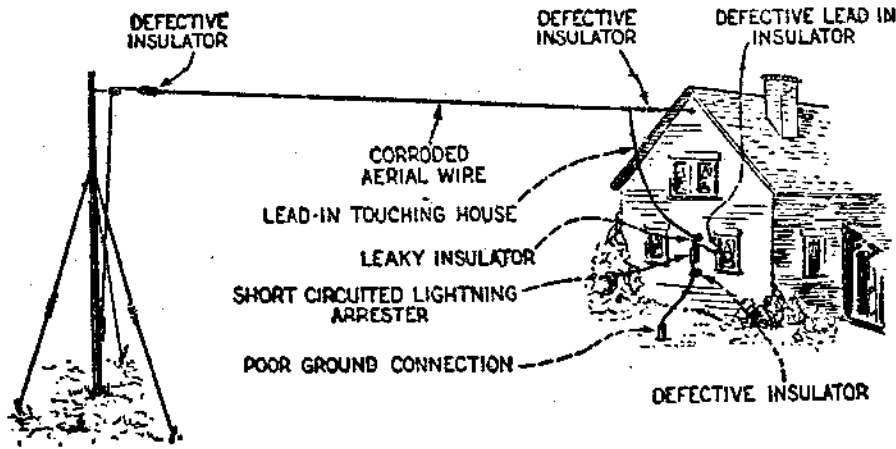 DEFECTIVE
INSULATOR
DEFECTIVE
INSULATOR
DEFECTIVE LEAD IN
INSULATOR
CORRODED
AERIAL WIRE
LEAD-IN TOUCHING HOUSE
LEAKY INSULATOR
SHORT CIRCUITED LIGHTNING
ARRESTER
POOR GROUND CONNECTION
DEFECTIVE INSULATOR